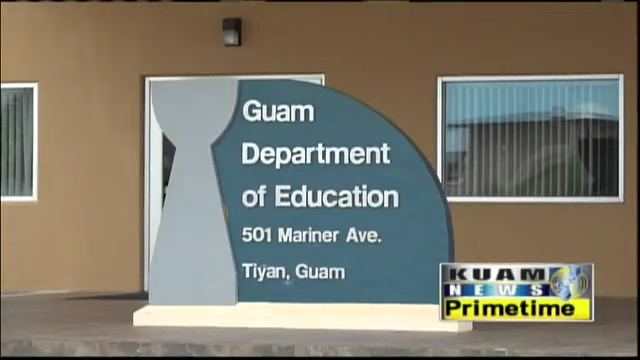 Guam
Department
of Education
501 Mariner Ave.
Tiyan, Guam
KUAM
NEWS
Primetime